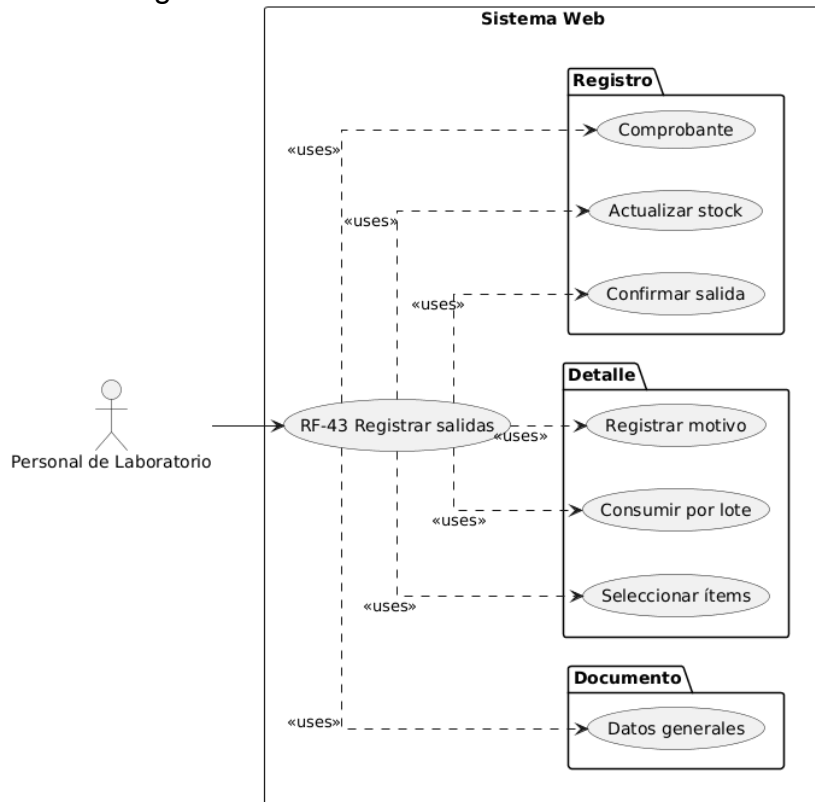 g
Sistema Web
Registro
Comprobante
«uses»
Actualizar stock
«uses»
Confirmar salida
«uses»
Detalle
RF-43 Registrar salidas
«uses»
Registrar motivo
Personal de Laboratorio
Consumir por lote
«uses»
Seleccionar ítems
«uses»
Documento
«uses»
Datos generales